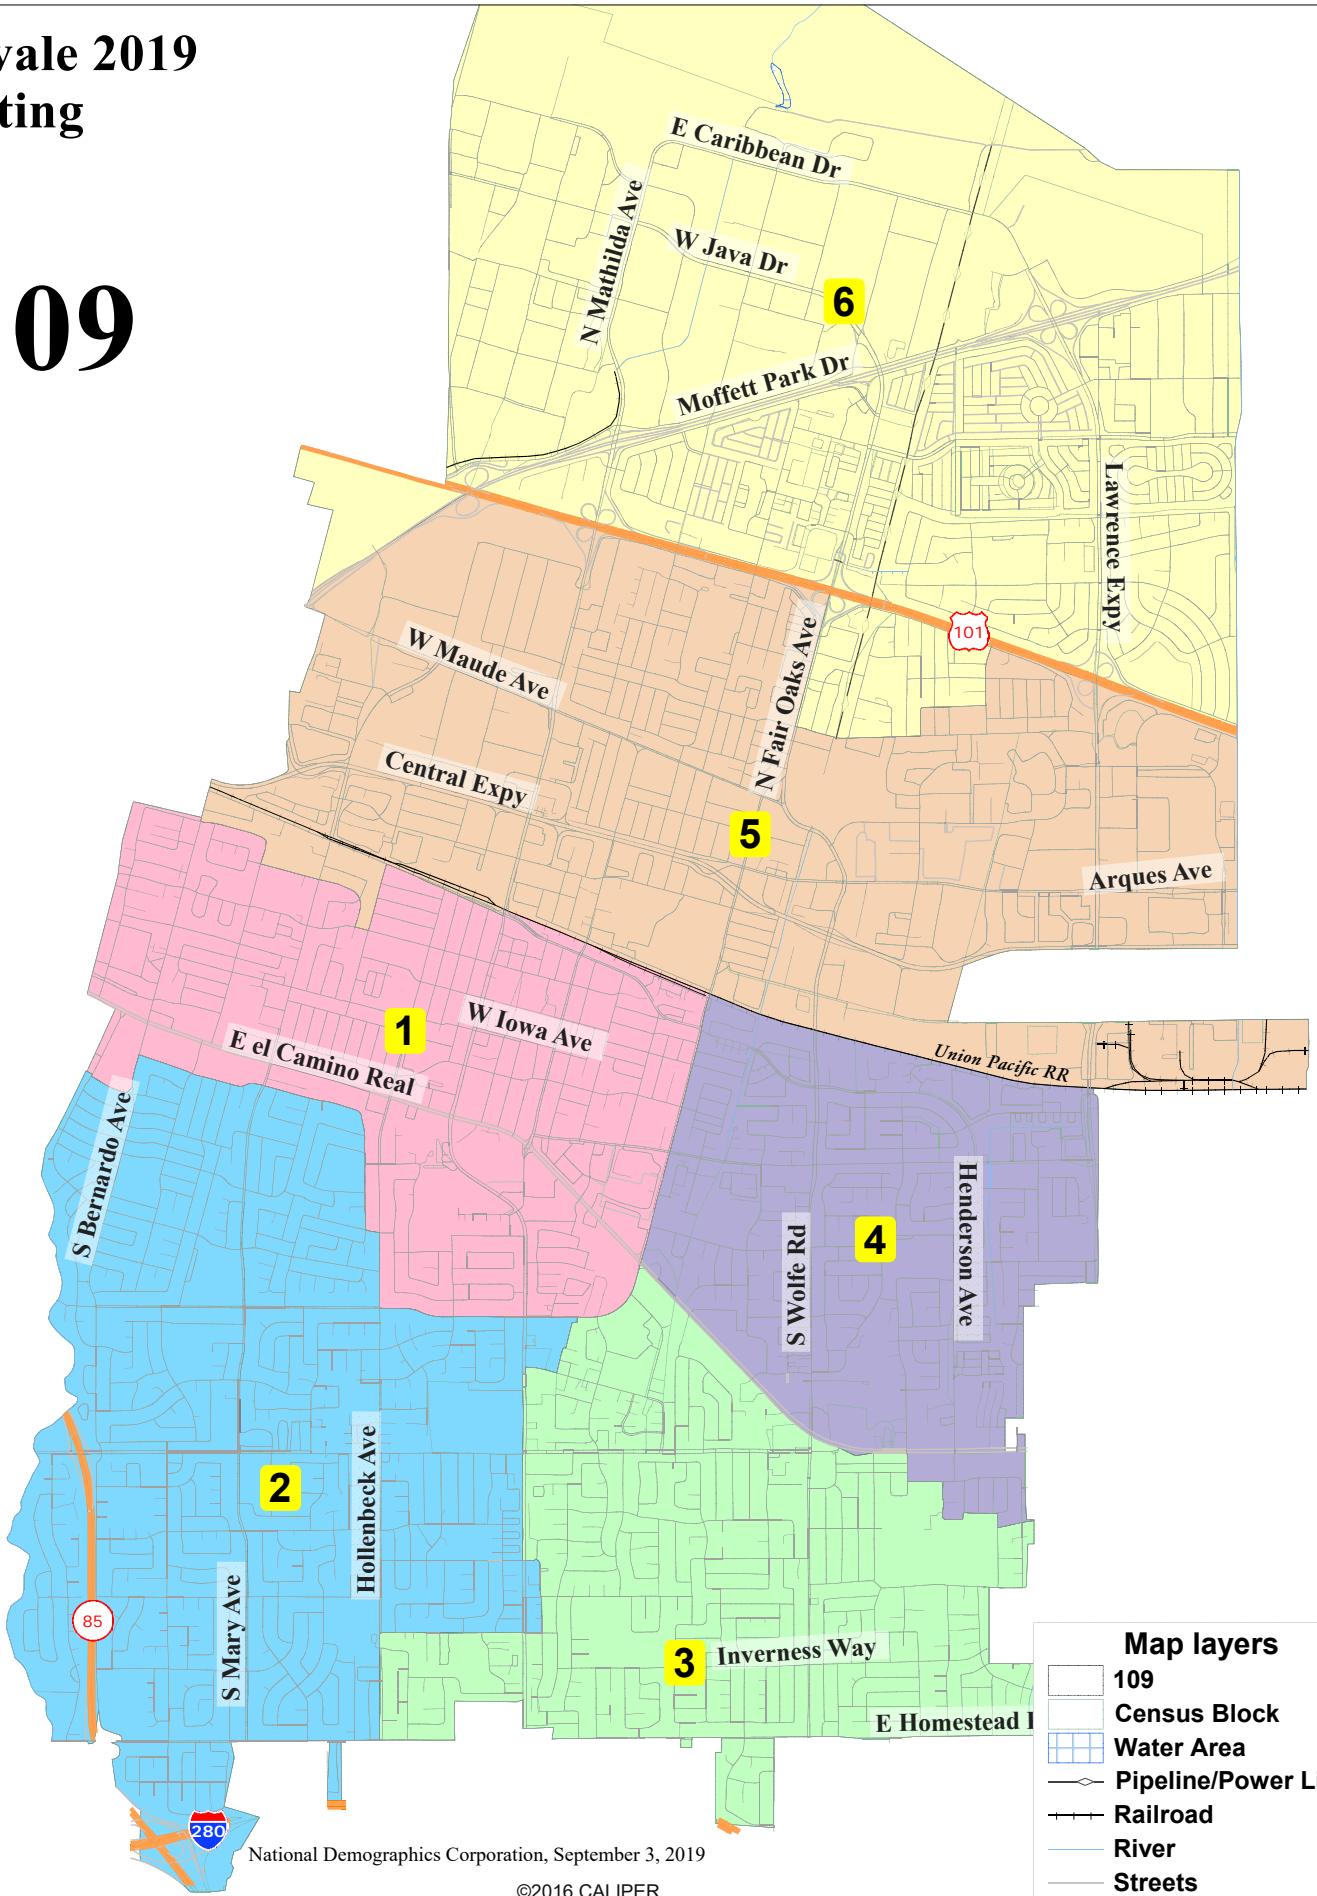 vale 2019
ting
09
E Caribbean Dr
N Mathilda Ave
W Java Dr
6
Moffett Park Dr
Lawrence Expy
101
W Maude Ave
N Fair Oaks Ave
Central Expy
5
Arques Ave
1
W Iowa Ave
E el Camino Real
Union Pacific RR
S Bernardo Ave
Henderson Ave
4
S Wolfe Rd
2
Hollenbeck Ave
S Mary Ave
85
3
Inverness Way
E Homestead
280
Map layers
109
Census Block
Water Area
Pipeline/Power Li
Railroad
River
Streets
National Demographics Corporation, September 3, 2019
©2016 CALIPER